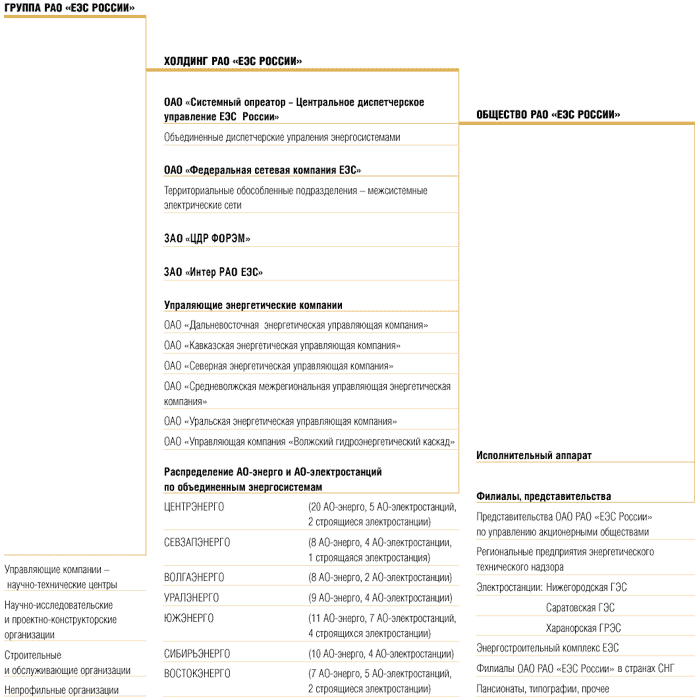 ГРУППА РАО «ЕЭС РОССИИ»
ХОЛДИНГ РАО «ЕЭС РОССИИ»
ОАО «Системный опреатор – Центральное диспетчерское
управление ЕЭС России»
Объединенные диспетчерские упраления энергосистемами
ОАО «Федеральная сетевая компания ЕЭС»
Территориальные обособленные подразделения – межсистемные
электрические сети
ЗАО «ЦДР ФОРЭМ»
ЗАО «Интер РАО ЕЭС»
Упраляющие энергетические компании
ОАО «Дальневосточная энергетическая управляющая компания»
ОАО «Кавказская энергетическая управляющая компания»
ОАО «Северная энергетическая управляющая компания»
ОАО «Средневолжская межрегиональная управляющая энергетическая
компания»
ОАО «Уральская энергетическая управляющая компания»
ОАО «Управляющая компания «Волжский гидроэнергетический каскад»
Распределение АО-энерго и АО-электростанций
по объединенным энергосистемам
ЦЕНТРЭНЕРГО (20 АО-энерго, 5 АО-электростанций,
2 строящиеся электростанции)
СЕВЗАПЭНЕРГО (8 АО-энерго, 4 АО-электростанции,
1 строящаяся электростанция)
ВОЛГАЭНЕРГО (8 АО-энерго, 2 АО-электростанции)
УРАЛЭНЕРГО (9 АО-энерго, 4 АО-электростанции)
ЮЖЭНЕРГО (11 АО-энерго, 7 АО-электростанций,
4 строящихся электростанции)
СИБИРЬЭНЕРГО (10 АО-энерго, 4 АО-электростанции)
ВОСТОКЭНЕРГО (7 АО-энерго, 5 АО-электростанций,
2 строящиеся электростанции)
ОБЩЕСТВО РАО «ЕЭС РОССИИ»
Исполнительный аппарат
Филиалы, представительства
Представительства ОАО РАО «ЕЭС России»
по управлению акционерными обществами
Региональные предприятия энергетического
технического надзора
Электростанции: Нижегородская ГЭС
Саратовская ГЭС
Харанорская ГРЭС
Энергостроительный комплекс ЕЭС
Филиалы ОАО РАО «ЕЭС России» в странах СНГ
Пансионаты, типографии, прочее
Управляющие компании –
научно-технические центры
Научно-исследовательские
и проектно-конструкторские
организации
Строительные
и обслуживающие организации
Непрофильные организации